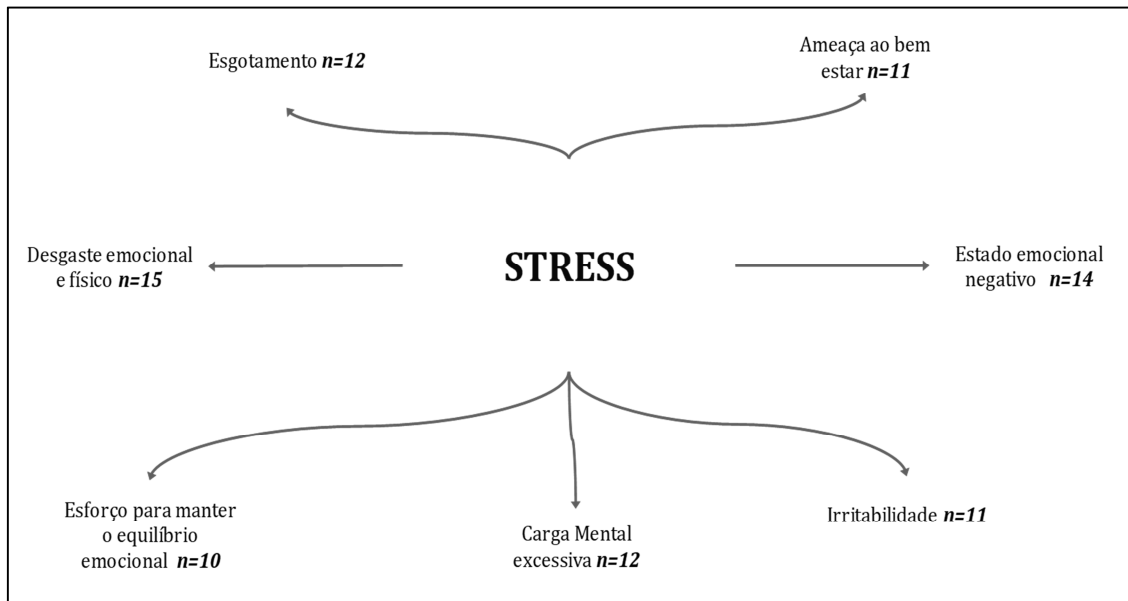 Esgotamento n=12
Ameaça ao bem
estar n=11
Desgaste emocional
e físico n=15
STRESS
Estado emocional
negativo n=14
Esforço para manter
o equilíbrio
emocional n=10
Carga Mental
excessiva n=12
Irritabilidade n=11